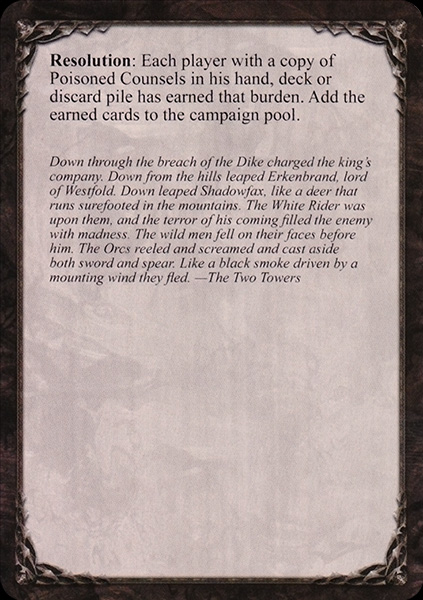 Resolution: Each player with a copy of
Poisoned Counsels in his hand, deck or
discard pile has earned that burden. Add the
earned cards to the campaign pool.
Down through the breach of the Dike charged the king's
company. Down from the hills leaped Erkenbrand, lord
of Westfold. Down leaped Shadowfax, like a deer that
runs surefooted in the mountains. The White Rider was
upon them, and the terror of his coming filled the enemy
with madness. The wild men fell on their faces before
him. The Orcs reeled and screamed and cast aside
both sword and spear. Like a black smoke driven by a
mounting wind they fled. —The Two Towers